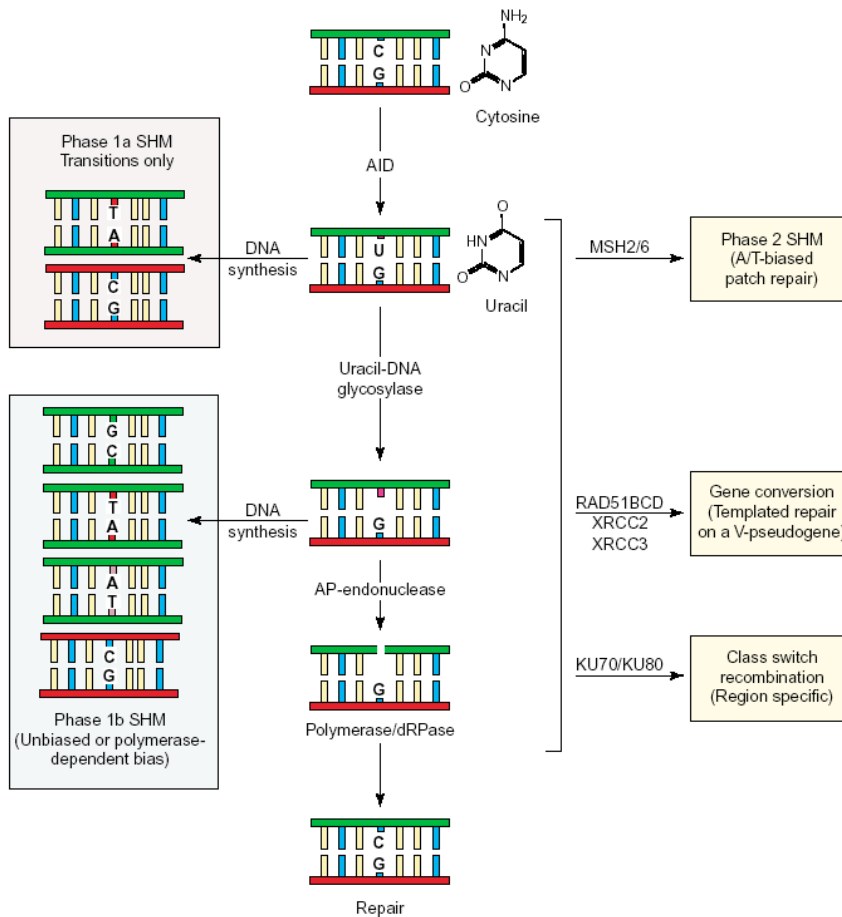 NH₂
C
G
N
N
O
Cytosine
Phase 1a SHM
Transitions only
T
A
C
G
AID
DNA
synthesis
U
G
O
HN
N
O
Uracil
MSH2/6
Phase 2 SHM
(A/T-biased
patch repair)
Uracil-DNA
glycosylase
G
C
T
A
A
T
C
G
Phase 1b SHM
(Unbiased or polymerase-
dependent bias)
DNA
synthesis
G
AP-endonuclease
G
Polymerase/dRPase
RAD51BCD
XRCC2
XRCC3
Gene conversion
(Templated repair
on a V-pseudogene)
KU70/KU80
Class switch
recombination
(Region specific)
C
G
Repair